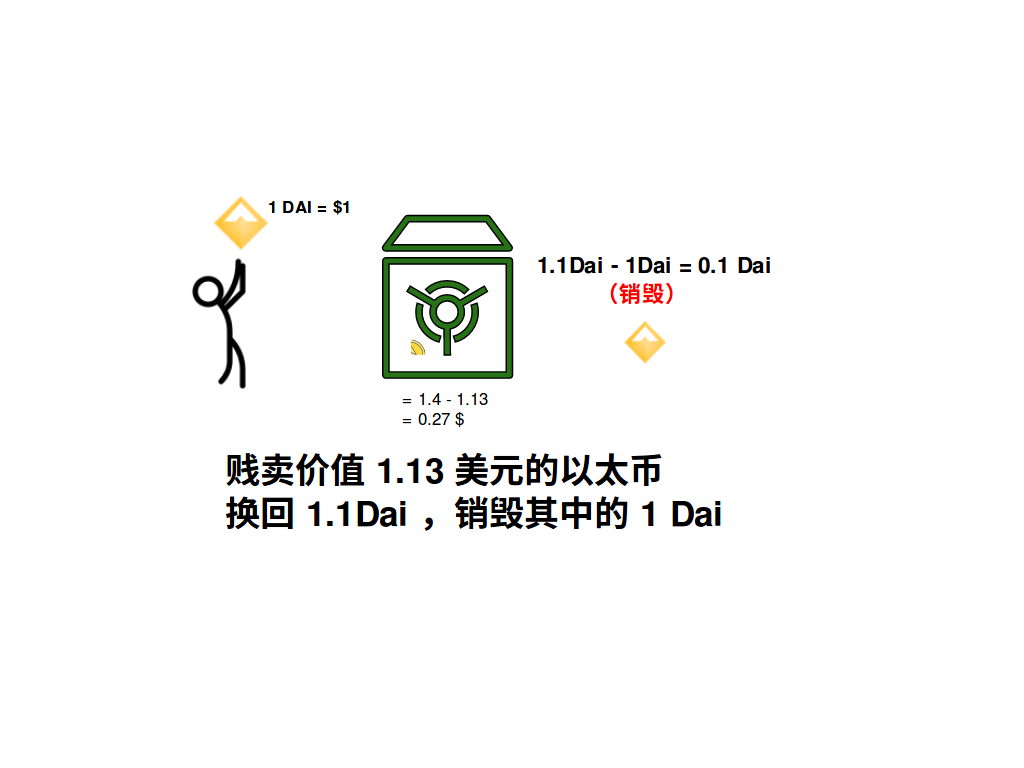 1 DAI = $1
1.1Dai - 1Dai = 0.1 Dai
（销毁）
= 1.4 - 1.13
= 0.27 $
贱卖价值 1.13 美元的以太币
换回 1.1Dai ，销毁其中的 1 Dai